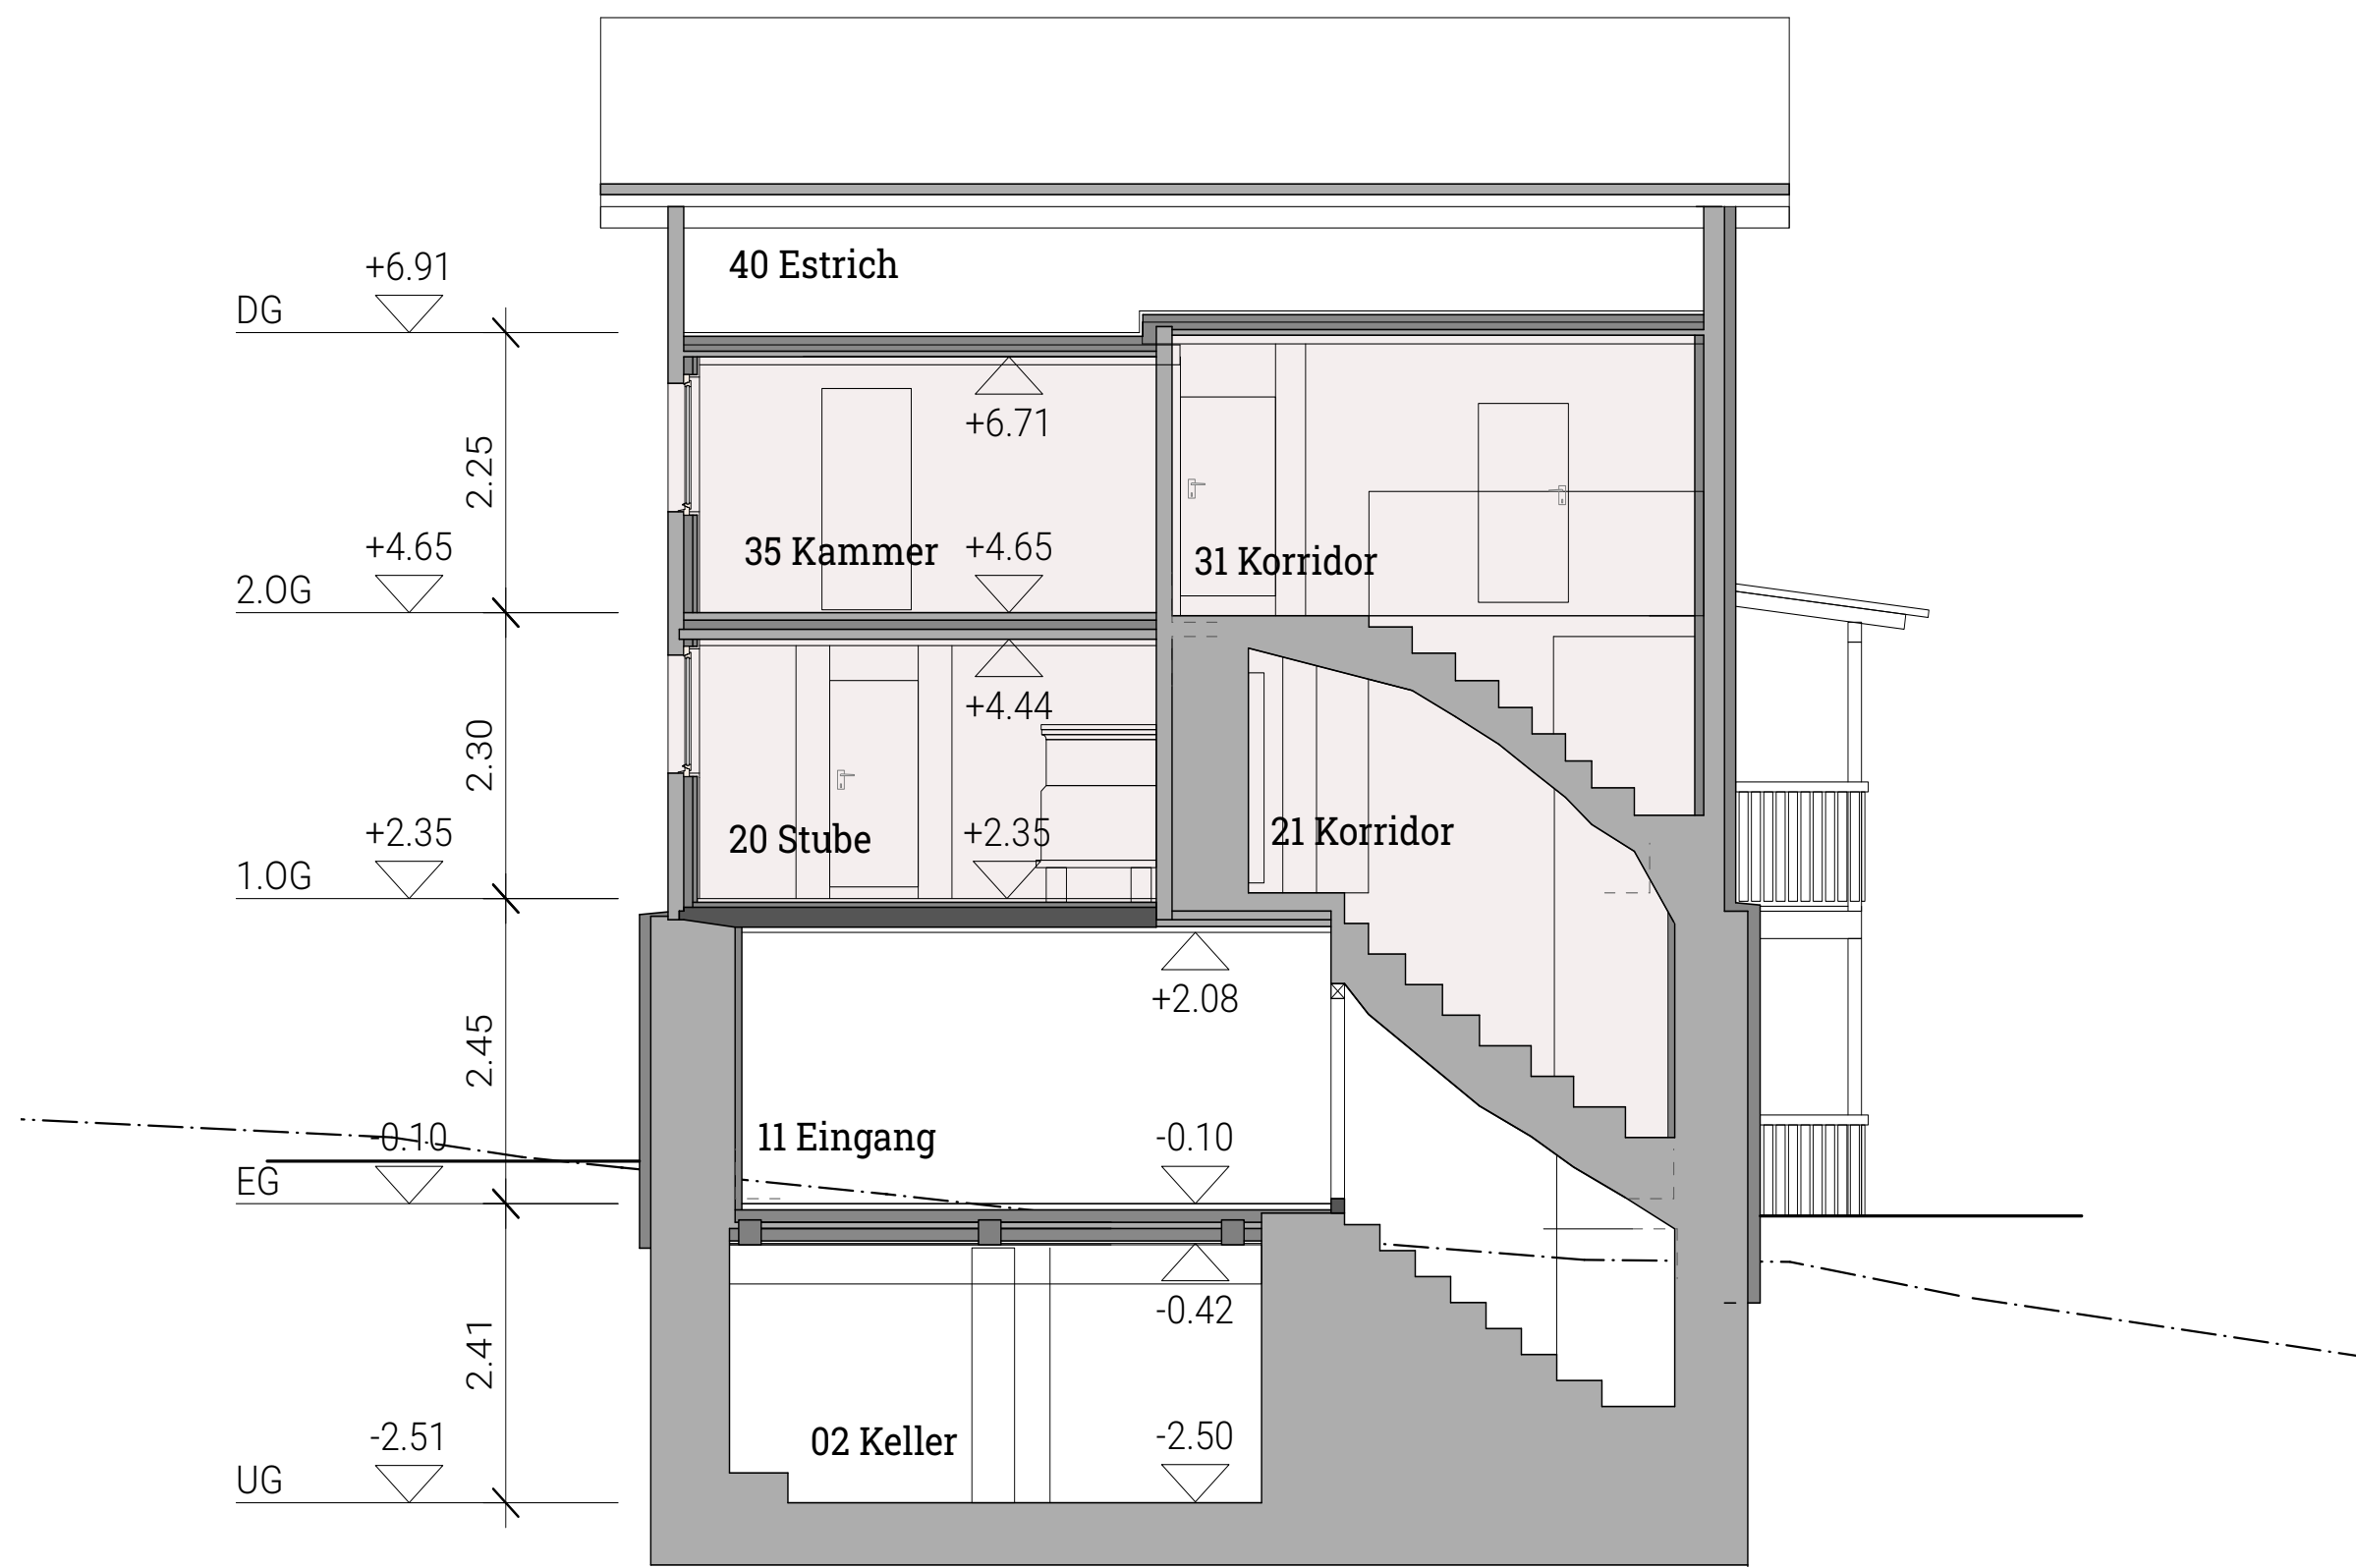 40 Estrich
+6.91
DG
+6.71
2.25
35 Kammer
+4.65
31 Korridor
+4.65
2.OG
+4.44
2.30
20 Stube
+2.35
21 Korridor
+2.35
1.OG
+2.08
2.45
11 Eingang
-0.10
-0.10
EG
-0.42
2.41
02 Keller
-2.50
-2.51
UG